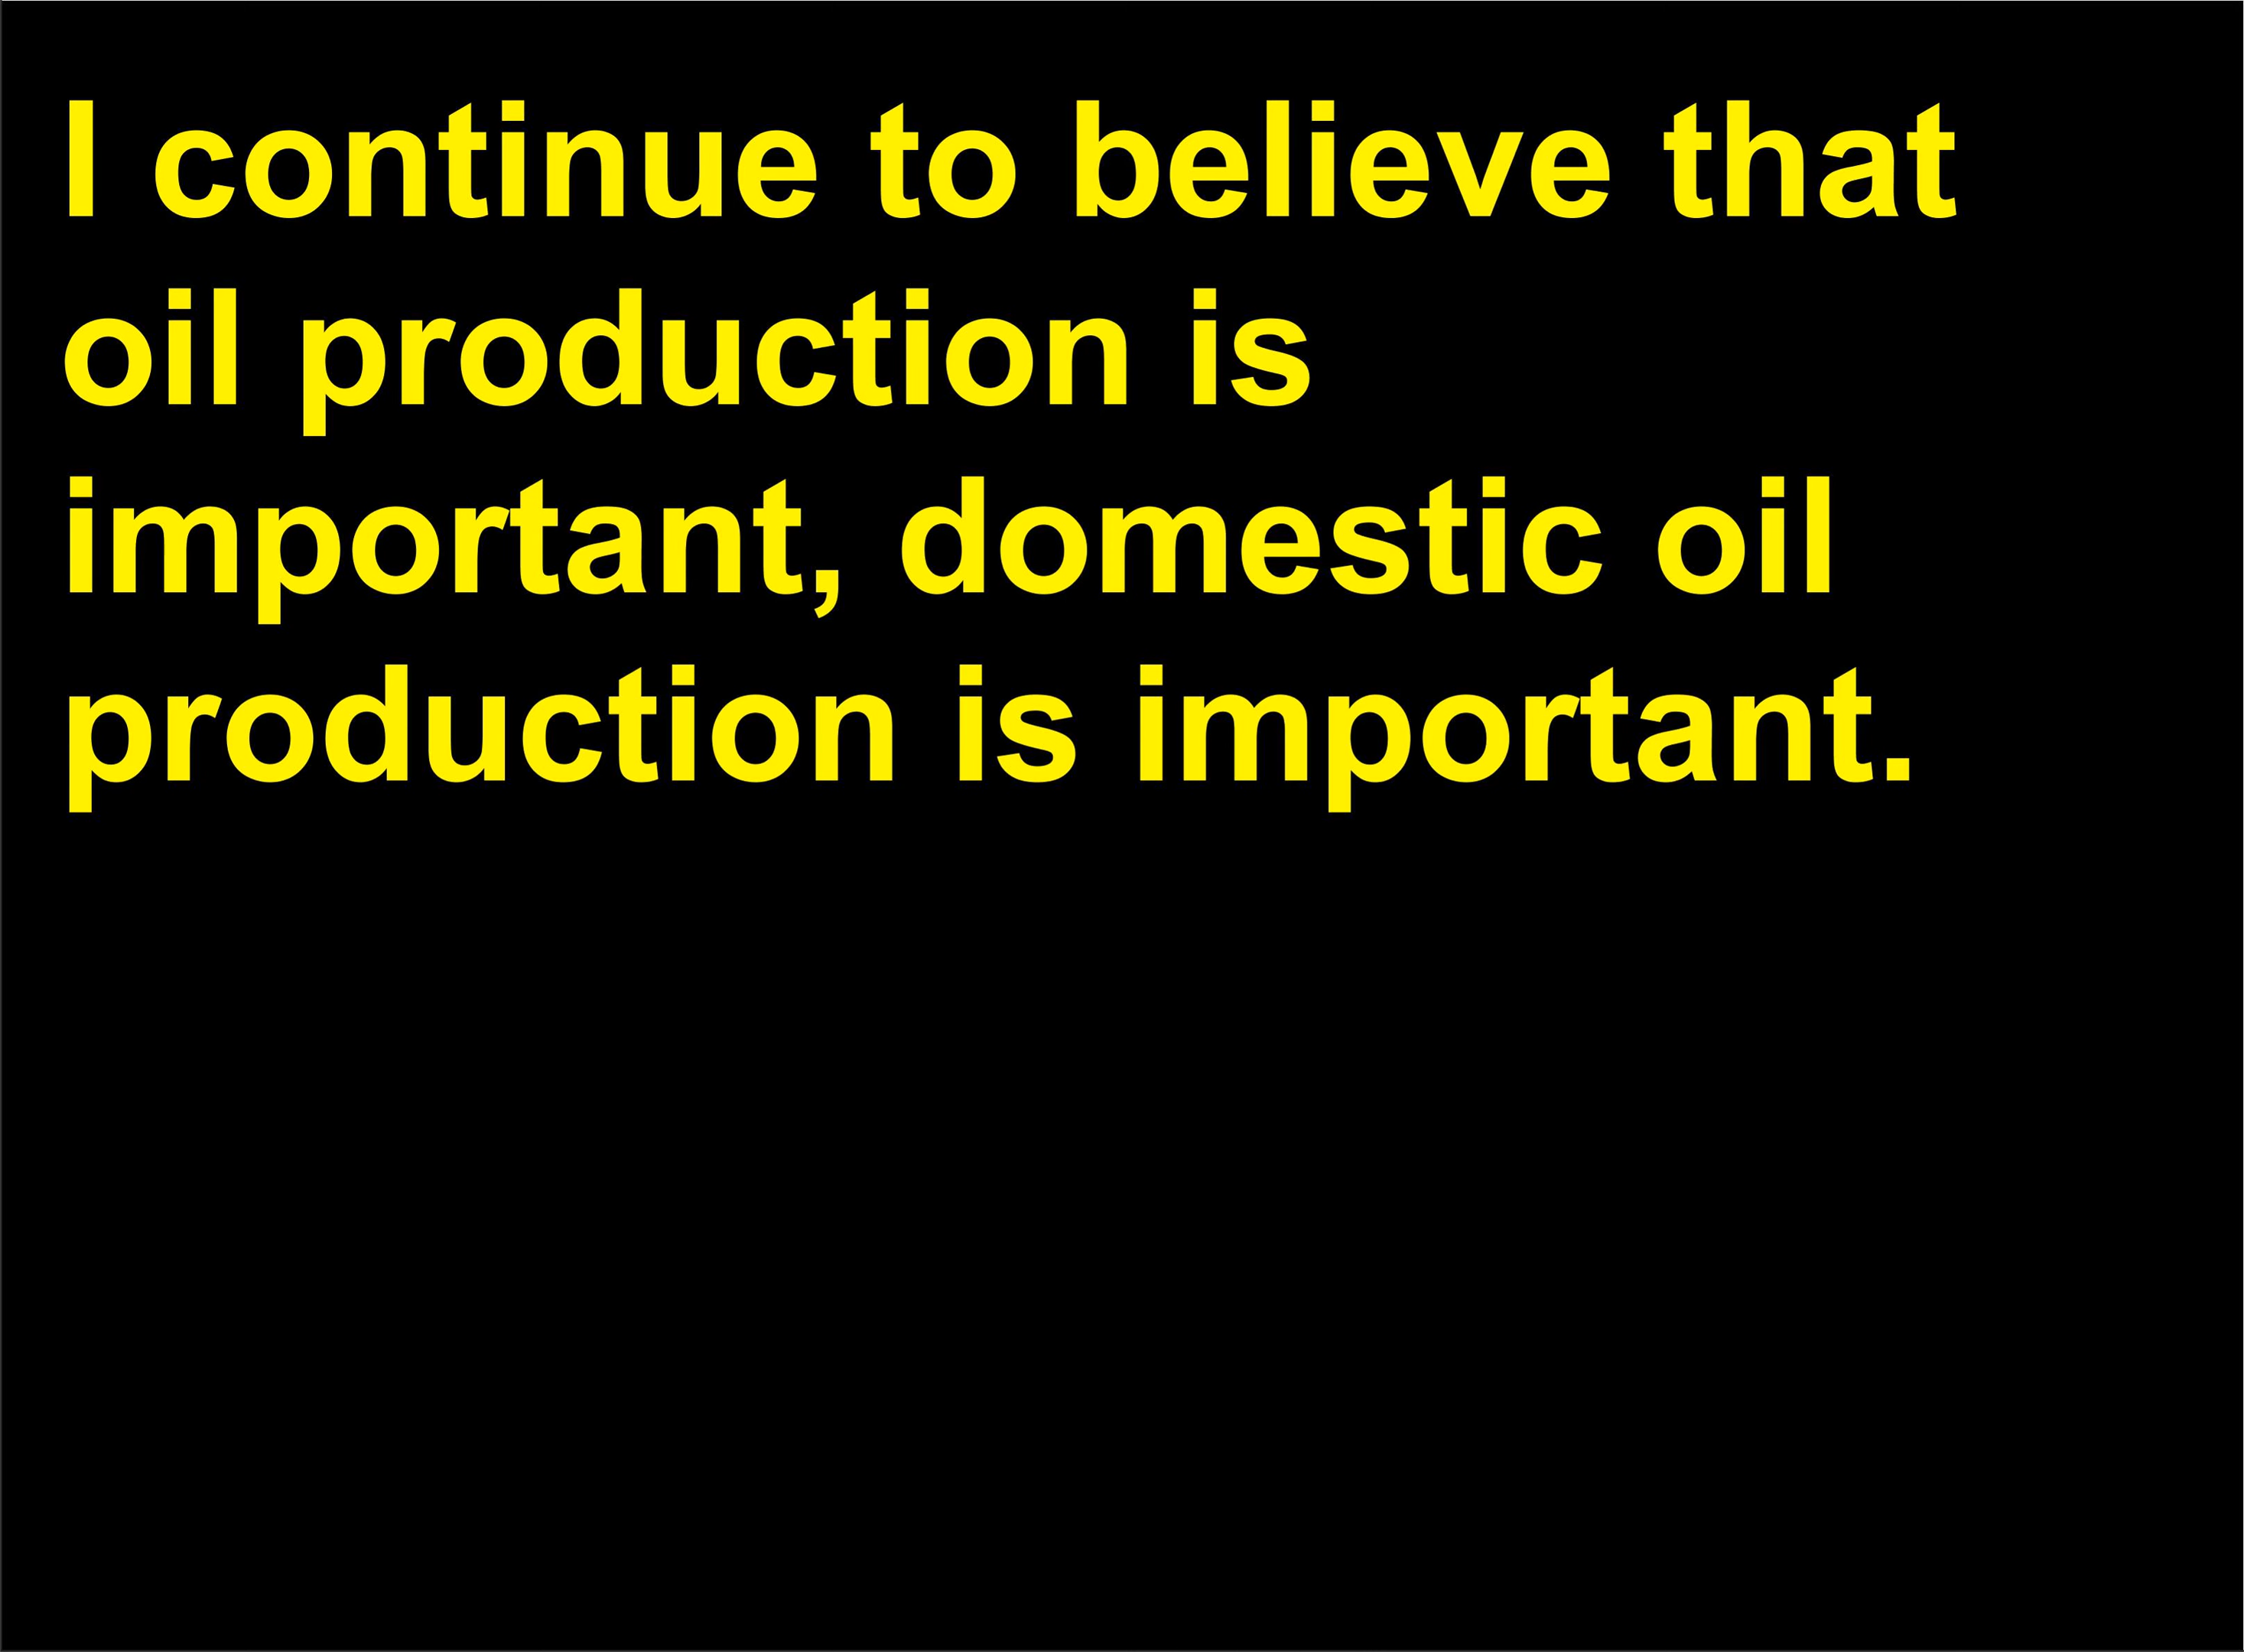 I continue to believe that
oil production is
important, domestic oil
production is important.